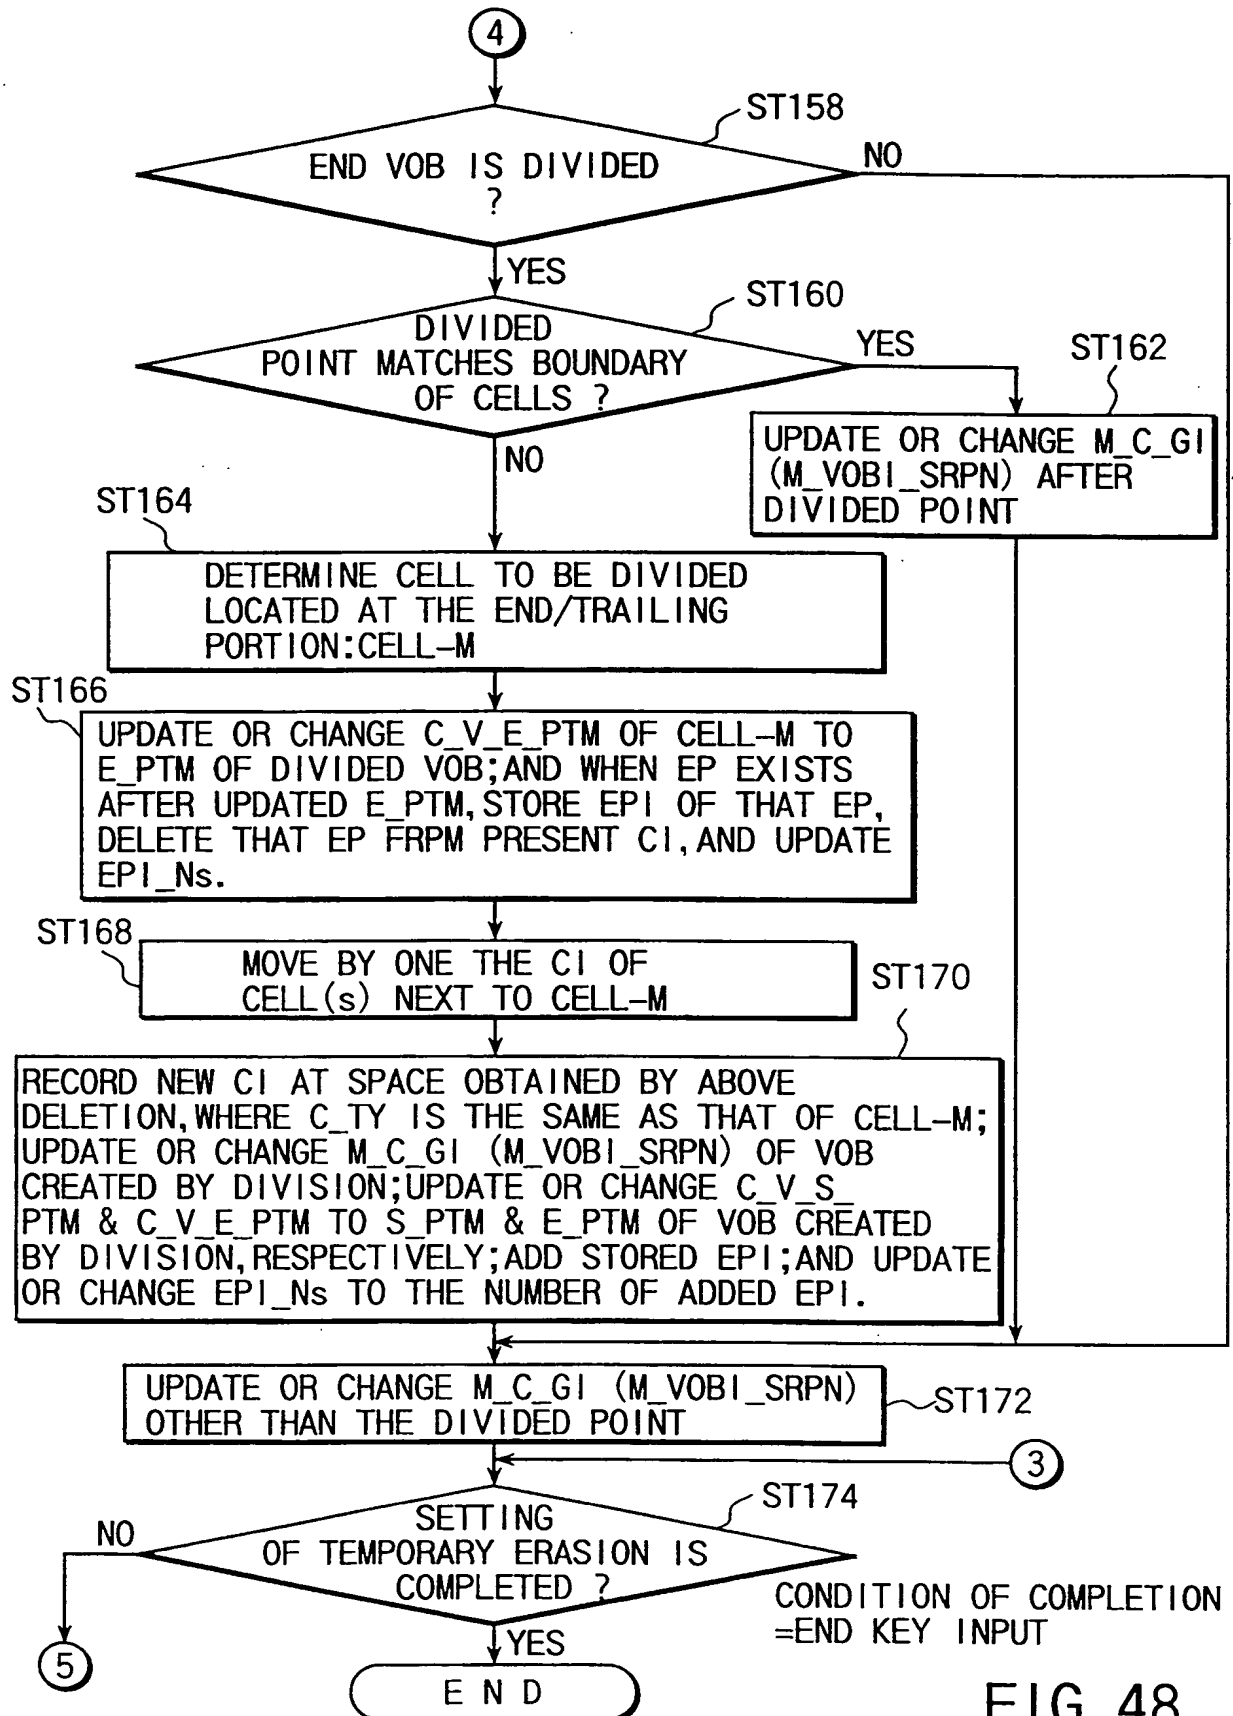 4
ST158
END VOB IS DIVIDED
?
NO
YES
ST160
DIVIDED
POINT MATCHES BOUNDARY
OF CELLS ?
YES
ST162
NO
UPDATE OR CHANGE M_C_GI
(M_VOBI_SRPN) AFTER
DIVIDED POINT
ST164
DETERMINE CELL TO BE DIVIDED
LOCATED AT THE END/TRAILING
PORTION:CELL-M
ST166
UPDATE OR CHANGE C_V_E_PTM OF CELL-M TO
E_PTM OF DIVIDED VOB;AND WHEN EP EXISTS
AFTER UPDATED E_PTM,STORE EPI OF THAT EP,
DELETE THAT EP FRPM PRESENT CI,AND UPDATE
EPI_Ns.
ST168
MOVE BY ONE THE CI OF
CELL(s) NEXT TO CELL-M
ST170
RECORD NEW CI AT SPACE OBTAINED BY ABOVE
DELETION,WHERE C_TY IS THE SAME AS THAT OF CELL-M;
UPDATE OR CHANGE M_C_GI (M_VOBI_SRPN) OF VOB
CREATED BY DIVISION;UPDATE OR CHANGE C_V_S_
PTM & C_V_E_PTM TO S_PTM & E_PTM OF VOB CREATED
BY DIVISION,RESPECTIVELY;ADD STORED EPI;AND UPDATE
OR CHANGE EPI_Ns TO THE NUMBER OF ADDED EPI.
UPDATE OR CHANGE M_C_GI (M_VOBI_SRPN)
OTHER THAN THE DIVIDED POINT
ST172
3
ST174
SETTING
OF TEMPORARY ERASION IS
COMPLETED ?
NO
CONDITION OF COMPLETION
=END KEY INPUT
YES
5
END
FIG. 48